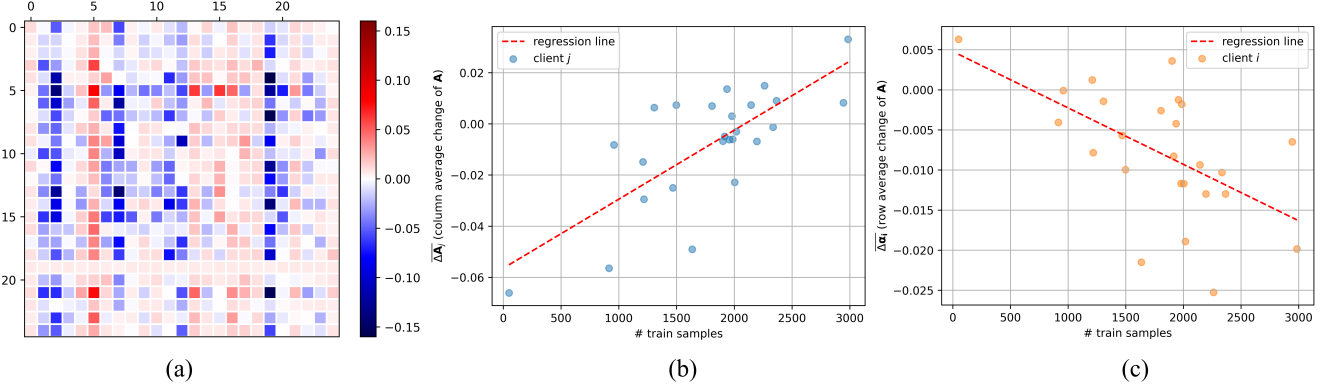 0 5 10 15 20
0
5
10
15
20
0.15
0.10
0.05
0.00
−0.05
−0.10
−0.15
(a)
regression line
client j
0.02
0.00
−0.02
−0.04
−0.06
ΔA̅j (column average change of A)
0 500 1000 1500 2000 2500 3000
# train samples
(b)
regression line
client i
0.005
0.000
−0.005
−0.010
−0.015
−0.020
−0.025
Δα̅i (row average change of A)
0 500 1000 1500 2000 2500 3000
# train samples
(c)